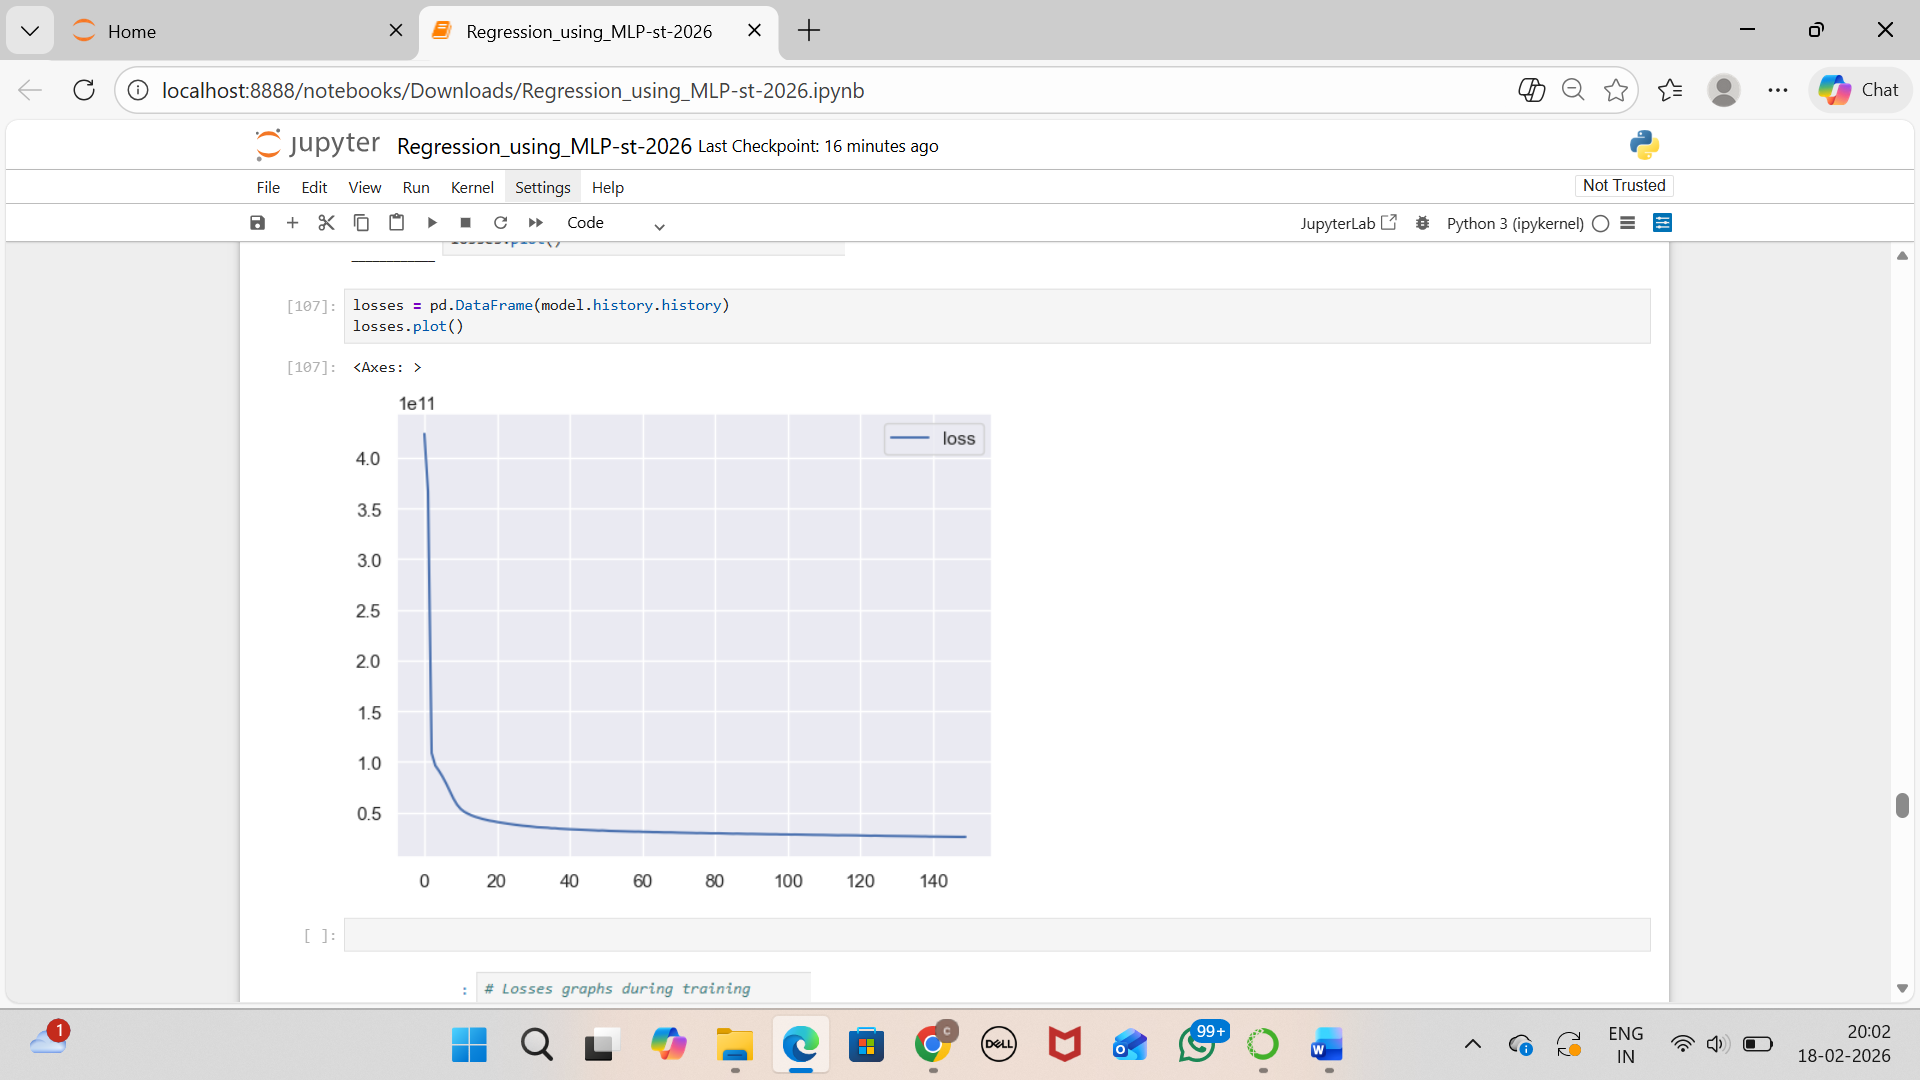 Home
Regression_using_MLP-st-2026
localhost:8888/notebooks/Downloads/Regression_using_MLP-st-2026.ipynb
Chat
jupyter Regression_using_MLP-st-2026 Last Checkpoint: 16 minutes ago
File Edit View Run Kernel Settings Help
Not Trusted
Code
JupyterLab
Python 3 (ipykernel)
losses.plot()
[107]: losses = pd.DataFrame(model.history.history)
losses.plot()
[107]: <Axes: >
1e11
loss
4.0
3.5
3.0
2.5
2.0
1.5
1.0
0.5
0 20 40 60 80 100 120 140
[ ]:
: # Losses graphs during training
1
C
DELL
99+
ENG
IN
20:02
18-02-2026